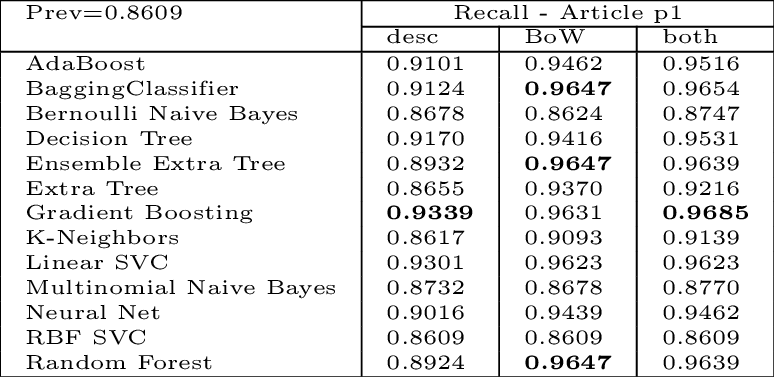 Prev=0.8609 Recall - Article p1
desc BoW both
AdaBoost 0.9101 0.9462 0.9516
BaggingClassifier 0.9124 0.9647 0.9654
Bernoulli Naive Bayes 0.8678 0.8624 0.8747
Decision Tree 0.9170 0.9416 0.9531
Ensemble Extra Tree 0.8932 0.9647 0.9639
Extra Tree 0.8655 0.9370 0.9216
Gradient Boosting 0.9339 0.9631 0.9685
K-Neighbors 0.8617 0.9093 0.9139
Linear SVC 0.9301 0.9623 0.9623
Multinomial Naive Bayes 0.8732 0.8678 0.8770
Neural Net 0.9016 0.9439 0.9462
RBF SVC 0.8609 0.8609 0.8609
Random Forest 0.8924 0.9647 0.9639